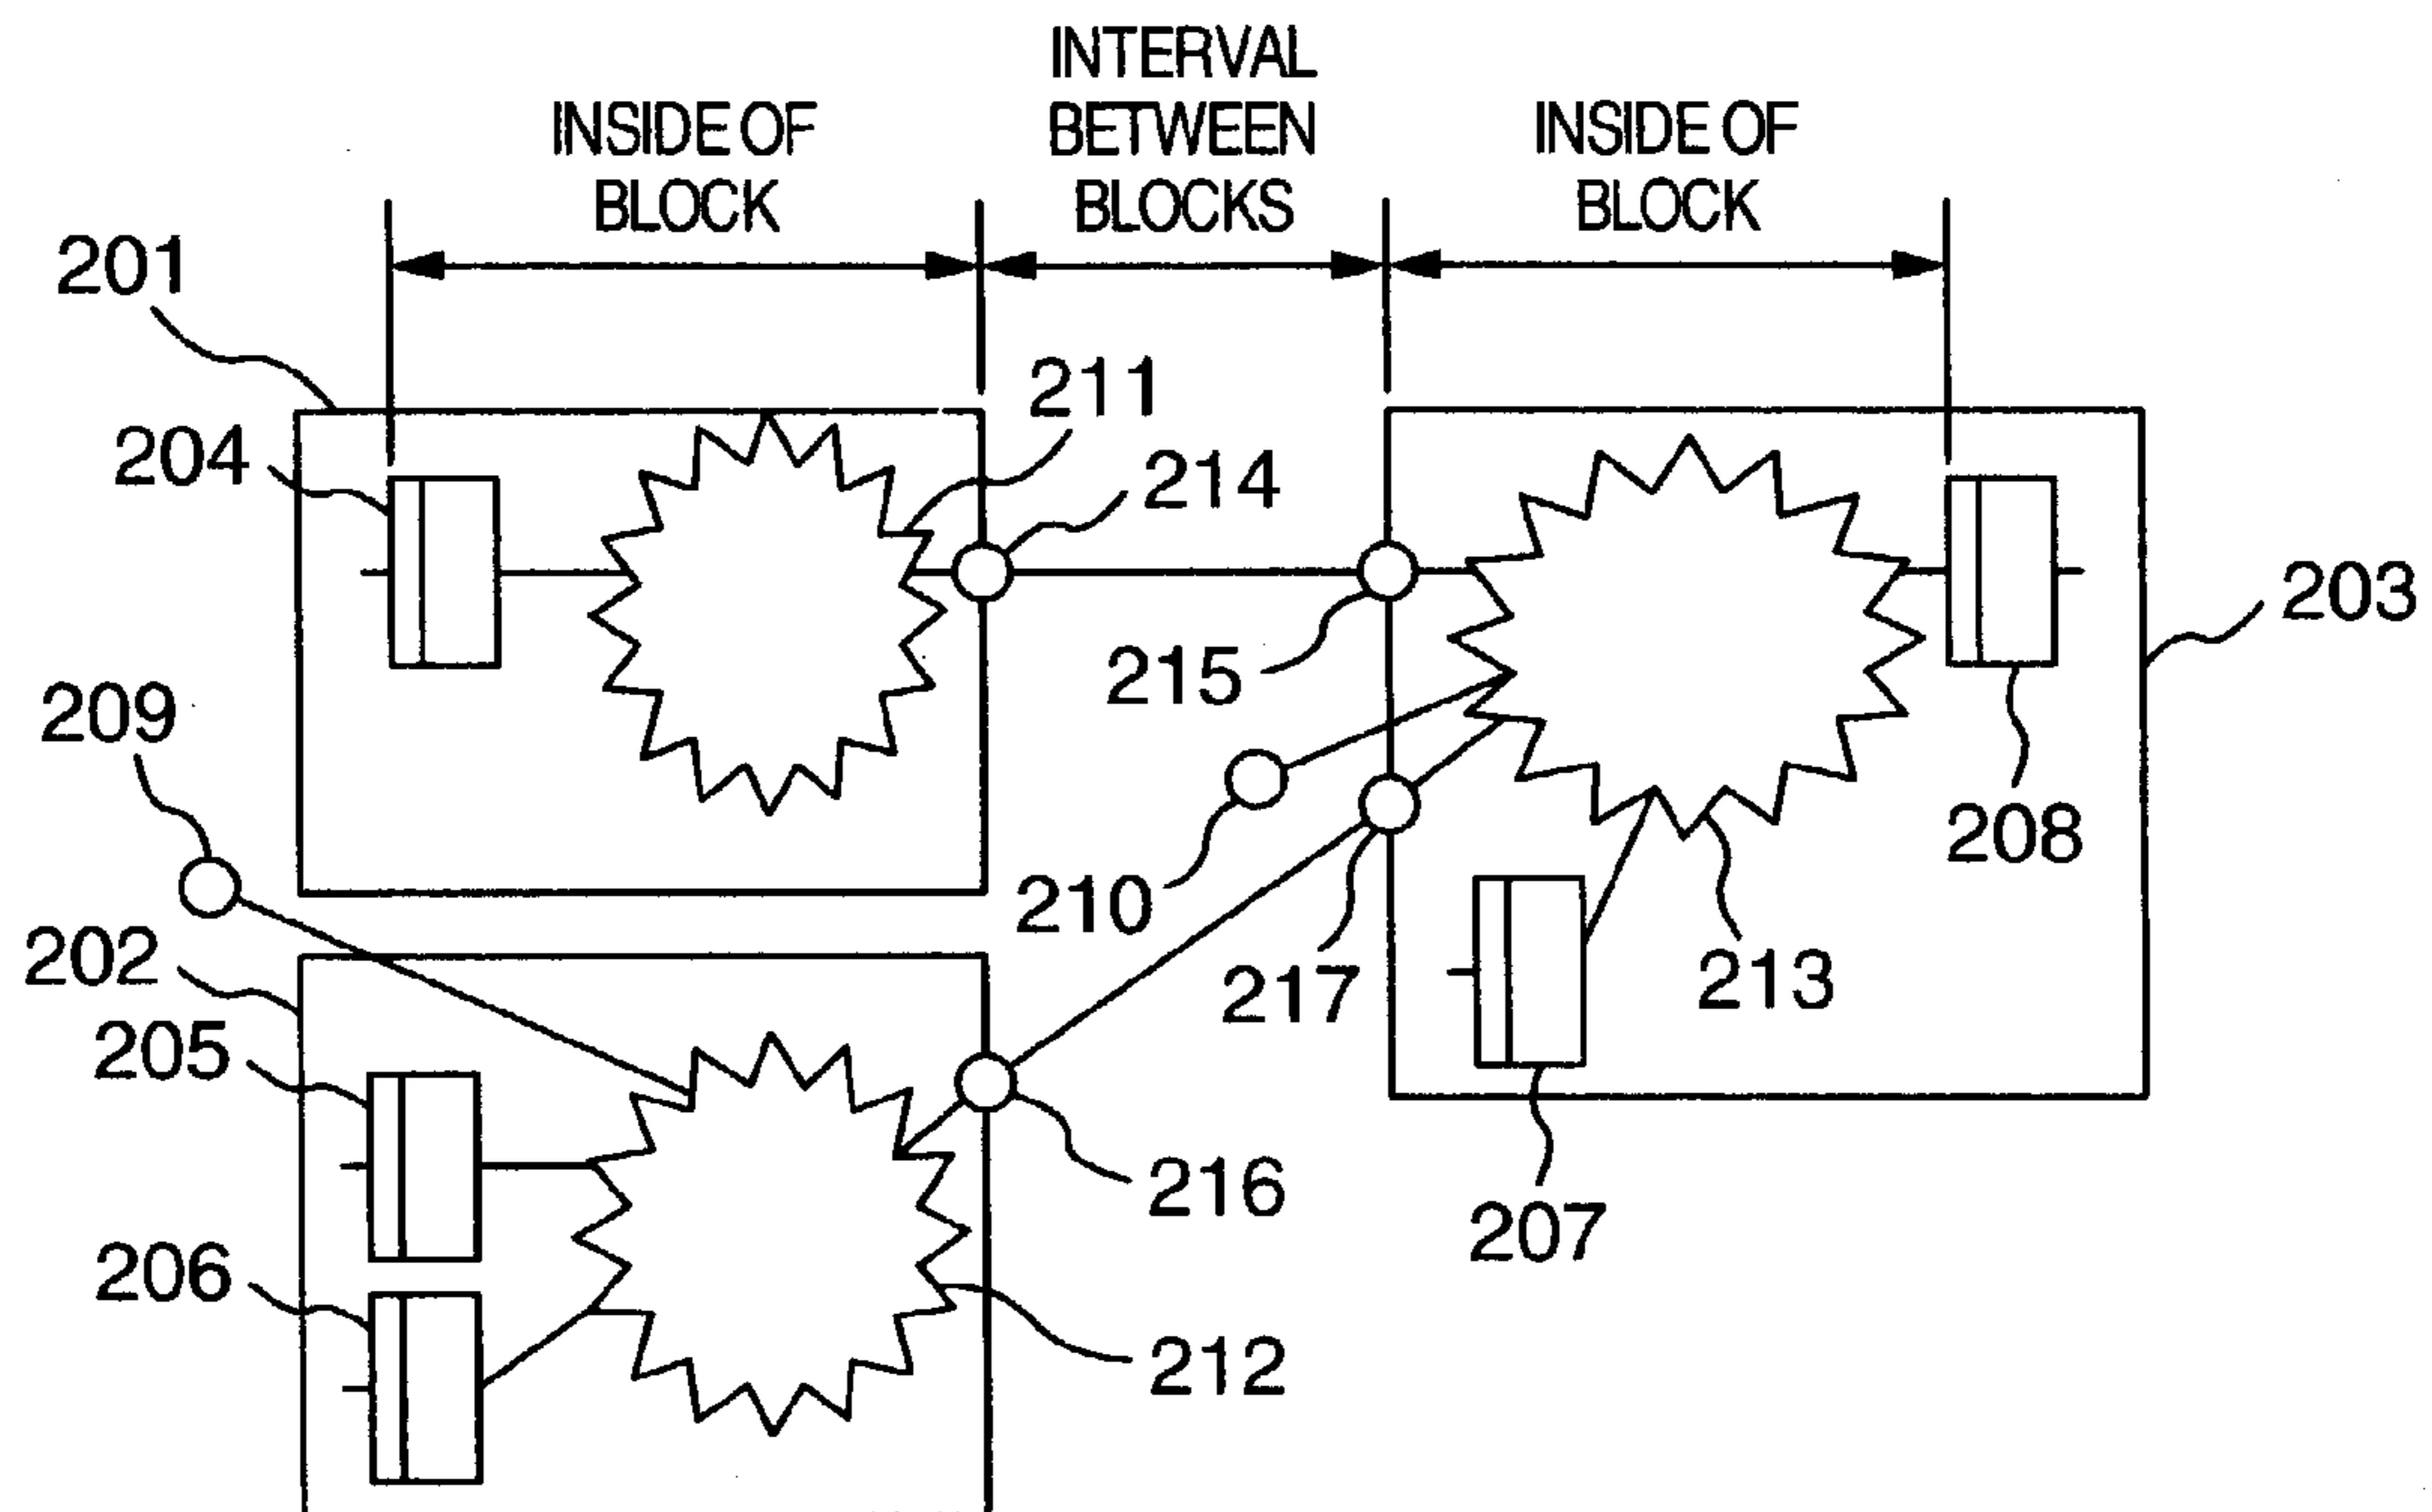 INTERVAL
BETWEEN
BLOCKS
INSIDE OF
BLOCK
INSIDE OF
BLOCK
201
211
204
214
203
215
209
208
210
202
217
213
205
216
207
206
212